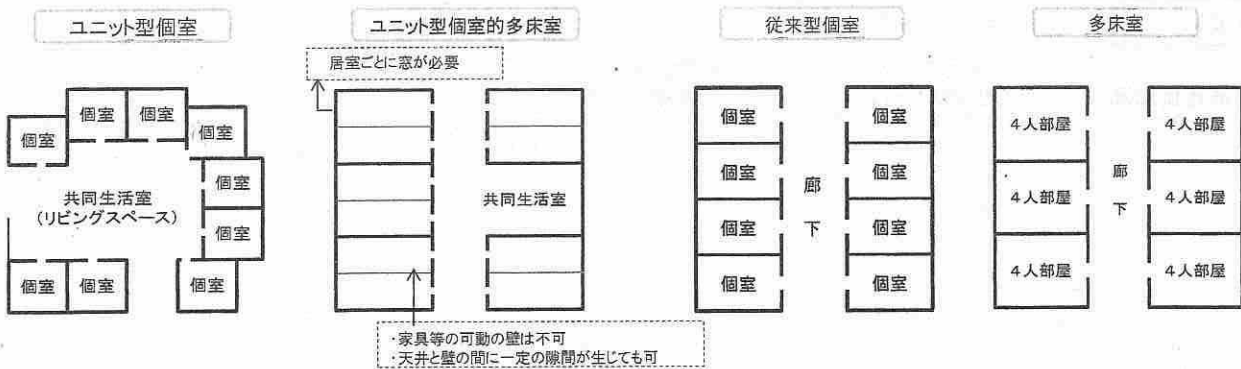 ユニット型個室
ユニット型個室的多床室
従来型個室
多床室
居室ごとに窓が必要
個室
個室
個室
個室
個室
個室
個室
個室
個室
共同生活室
(リビングスペース)
共同生活室
・家具等の可動の壁は不可
・天井と壁の間に一定の隙間が生じても可
個室
個室
個室
個室
廊
下
個室
個室
個室
個室
4人部屋
4人部屋
4人部屋
廊
下
4人部屋
4人部屋
4人部屋